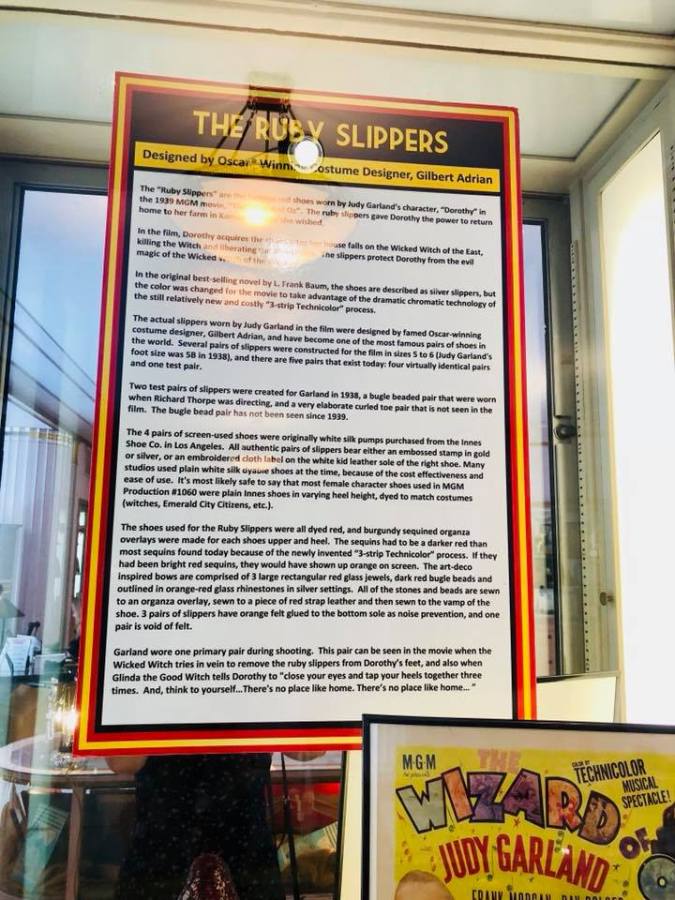 THE RUBY SLIPPERS
Designed by Oscar Winning Costume Designer, Gilbert Adrian
The "Ruby Slippers" are the red shoes worn by Judy Garland's character, "Dorothy" in
the 1939 MGM movie, Oz". The ruby slippers gave Dorothy the power to return
home to her farm in she wished.
In the film, Dorothy acquires the house falls on the Wicked Witch of the East,
killing the Witch and liberating the slippers protect Dorothy from the evil
magic of the Wicked of the
In the original best-selling novel by L. Frank Baum, the shoes are described as silver slippers, but
the color was changed for the movie to take advantage of the dramatic chromatic technology of
the still relatively new and costly "3-strip Technicolor" process.
The actual slippers worn by Judy Garland in the film were designed by famed Oscar-winning
costume designer, Gilbert Adrian, and have become one of the most famous pairs of shoes in
the world. Several pairs of slippers were constructed for the film in sizes 5 to 6 (Judy Garland's
foot size was 5B in 1938), and there are five pairs that exist today: four virtually identical pairs
and one test pair.
Two test pairs of slippers were created for Garland in 1938, a bugle beaded pair that were worn
when Richard Thorpe was directing, and a very elaborate curled toe pair that is not seen in the
film. The bugle bead pair has not been seen since 1939.
The 4 pairs of screen-used shoes were originally white silk pumps purchased from the Innes
Shoe Co. in Los Angeles. All authentic pairs of slippers bear either an embossed stamp in gold
or silver, or an embroidered cloth label on the white kid leather sole of the right shoe. Many
studios used plain white silk dyable shoes at the time, because of the cost effectiveness and
ease of use. It's most likely safe to say that most female character shoes used in MGM
Production #1060 were plain Innes shoes in varying heel height, dyed to match costumes
(witches, Emerald City Citizens, etc.).
The shoes used for the Ruby Slippers were all dyed red, and burgundy sequined organza
overlays were made for each shoes upper and heel. The sequins had to be a darker red than
most sequins found today because of the newly invented "3-strip Technicolor" process. If they
had been bright red sequins, they would have shown up orange on screen. The art-deco
inspired bows are comprised of 3 large rectangular red glass jewels, dark red bugle beads and
outlined in orange-red glass rhinestones in silver settings. All of the stones and beads are sewn
to an organza overlay, sewn to a piece of red strap leather and then sewn to the vamp of the
shoe. 3 pairs of slippers have orange felt glued to the bottom sole as noise prevention, and one
pair is void of felt.
Garland wore one primary pair during shooting. This pair can be seen in the movie when the
Wicked Witch tries in vein to remove the ruby slippers from Dorothy's feet, and also when
Glinda the Good Witch tells Dorothy to "close your eyes and tap your heels together three
times. And, think to yourself...There's no place like home. There's no place like home... "
M·G·M
THE
WIZARD
OF
COLOR BY
TECHNICOLOR
MUSICAL
SPECTACLE!
JUDY GARLAND
FRANK MORGAN RAY BOLGER